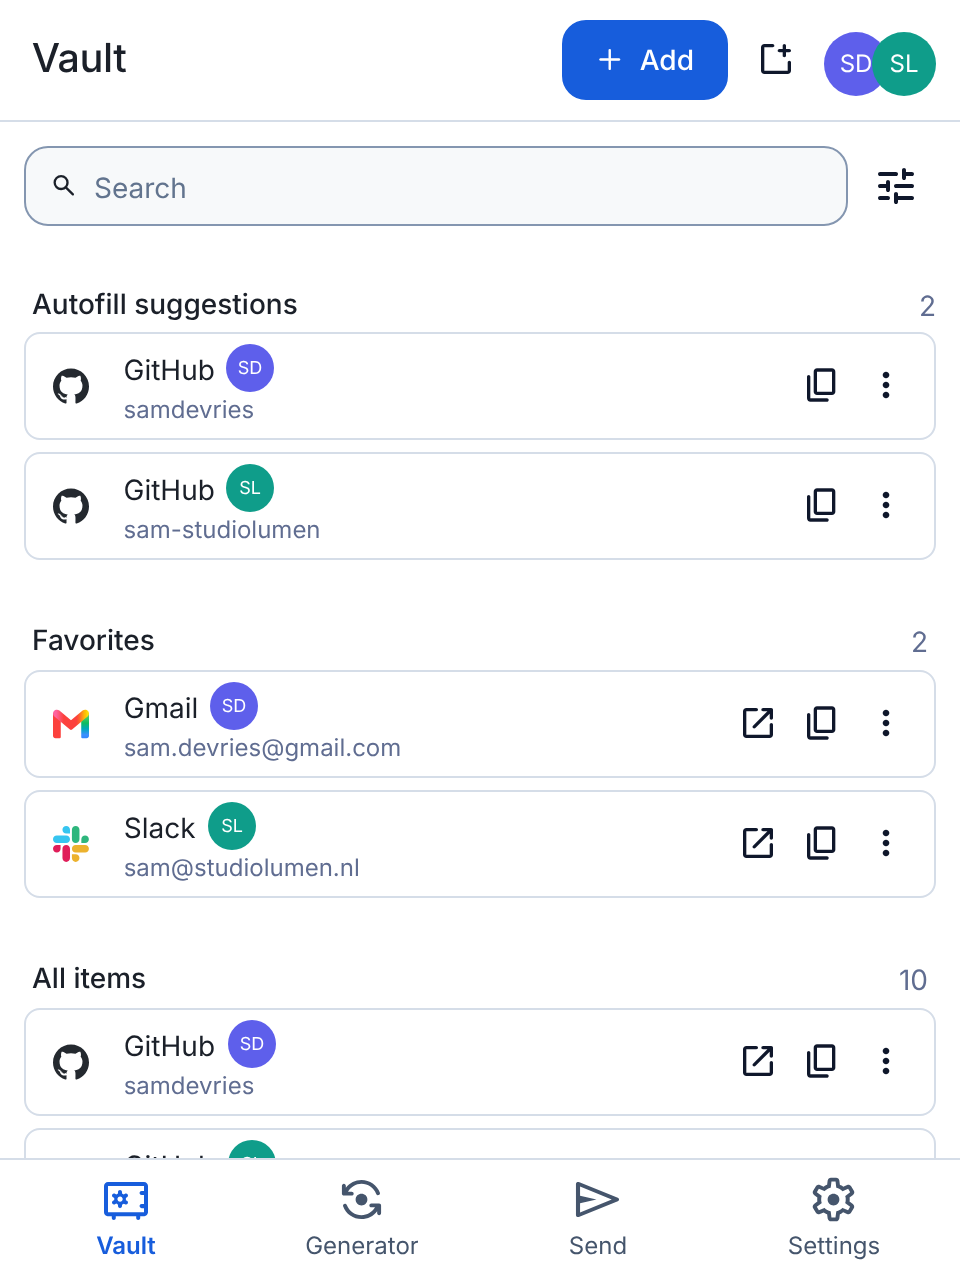 Vault
Add
SD
SL
Search
Autofill suggestions
2
GitHub SD
samdevries
GitHub SL
sam-studiolumen
Favorites
2
Gmail SD
sam.devries@gmail.com
Slack SL
sam@studiolumen.nl
All items
10
GitHub SD
samdevries
Vault
Generator
Send
Settings